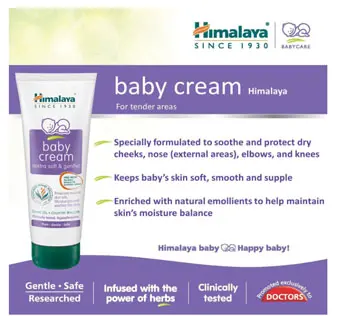 Himalaya
SINCE 1930
BABYCARE
baby cream Himalaya
For tender areas
Himalaya
SINCE 1930
baby
cream
extra soft & gentle
Specially formulated to soothe and protect dry
cheeks, nose (external areas), elbows, and knees
Keeps baby's skin soft, smooth and supple
Enriched with natural emollients to help maintain
skin's moisture balance
Himalaya baby Happy baby!
Gentle • Safe
Researched
Infused with the
power of herbs
Clinically
tested
Promoted exclusively to
DOCTORS